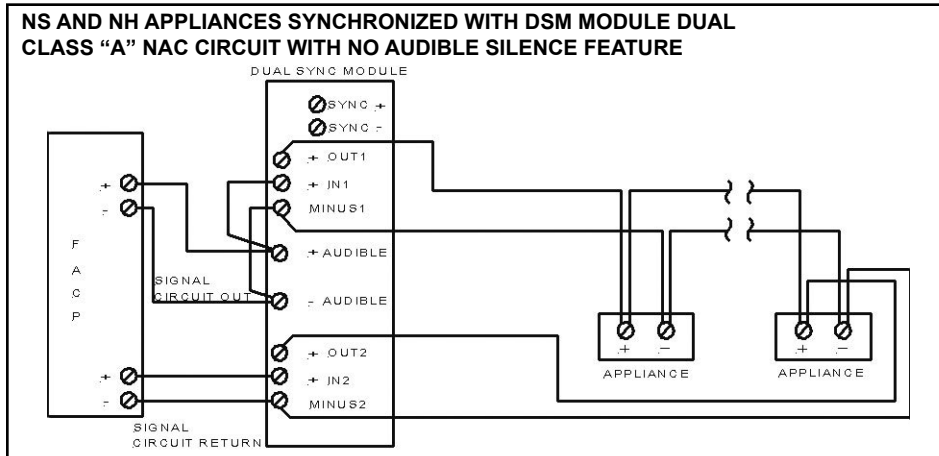 NS AND NH APPLIANCES SYNCHRONIZED WITH DSM MODULE DUAL
CLASS “A” NAC CIRCUIT WITH NO AUDIBLE SILENCE FEATURE
DUAL SYNC MODULE
SYNC +
SYNC -
+ OUT1
+ IN1
MINUS1
+ AUDIBLE
- AUDIBLE
+ OUT2
+ IN2
MINUS2
+
-
F
A
C
P
+
-
SIGNAL
CIRCUIT OUT
SIGNAL
CIRCUIT RETURN
+ -
APPLIANCE
+ -
APPLIANCE